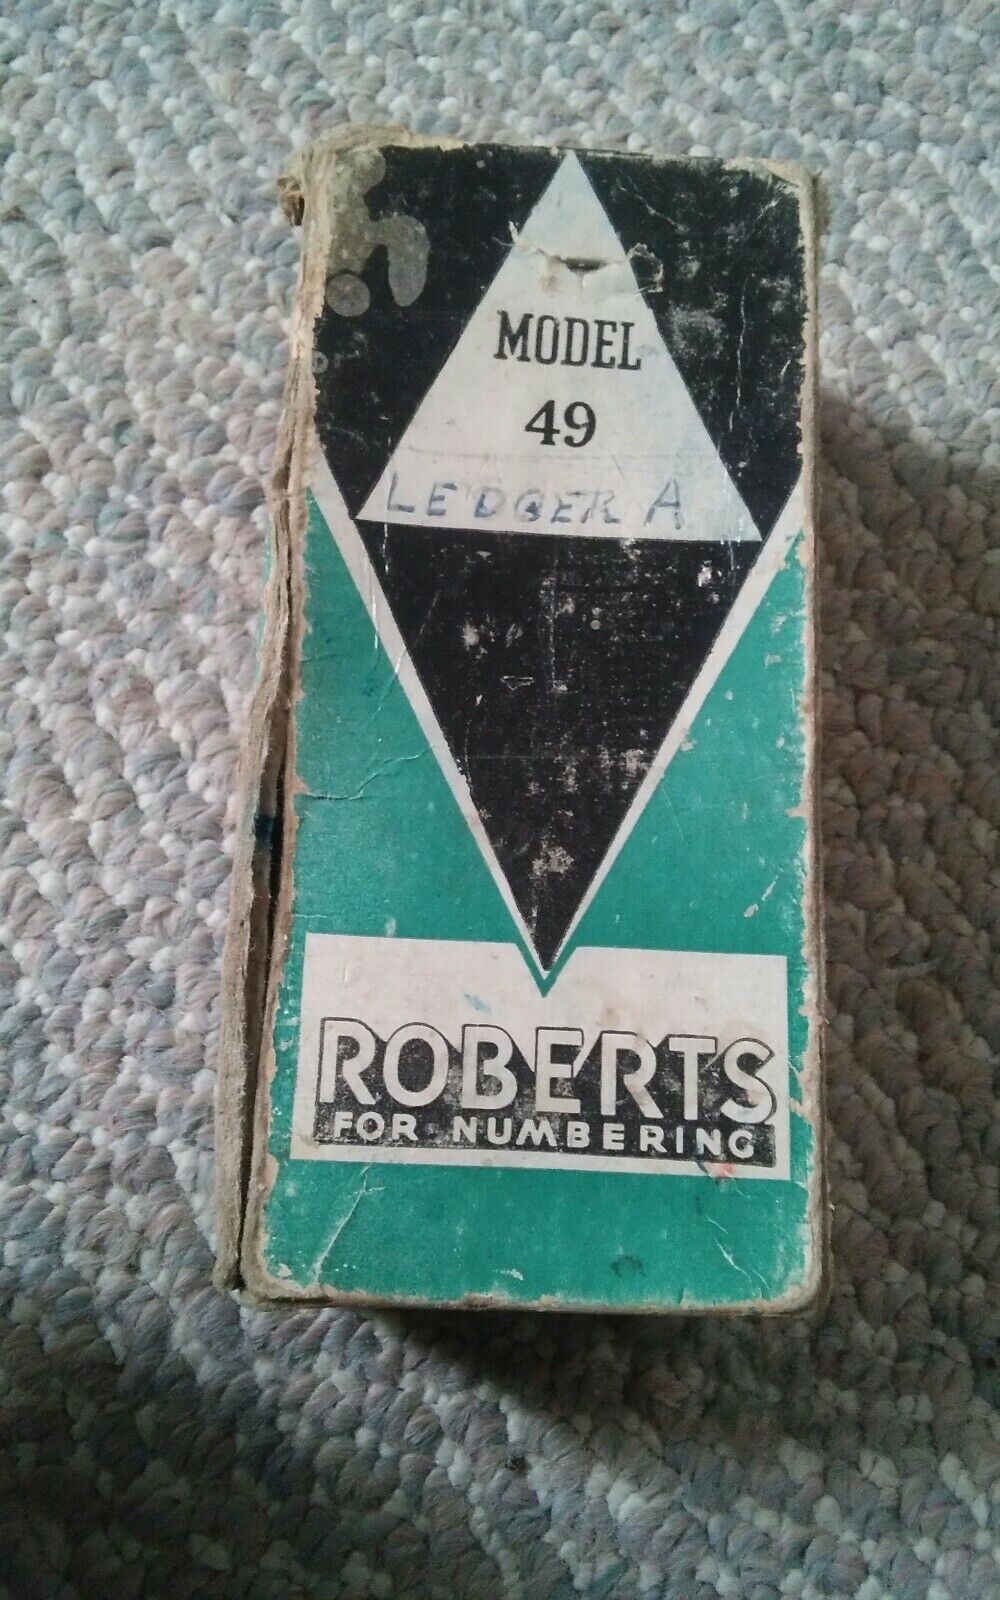 MODEL
49
LEDGER A
ROBERTS
FOR NUMBERING